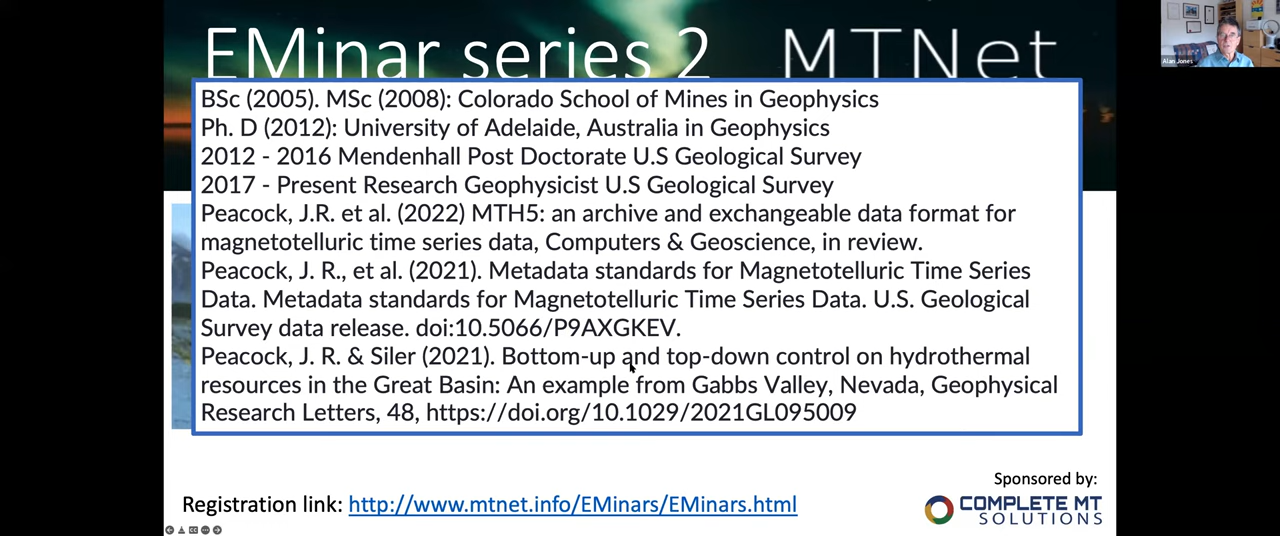 EMinar series 2 MTNet
Alan Jones
BSc (2005). MSc (2008): Colorado School of Mines in Geophysics
Ph. D (2012): University of Adelaide, Australia in Geophysics
2012 - 2016 Mendenhall Post Doctorate U.S Geological Survey
2017 - Present Research Geophysicist U.S Geological Survey
Peacock, J.R. et al. (2022) MTH5: an archive and exchangeable data format for
magnetotelluric time series data, Computers & Geoscience, in review.
Peacock, J. R., et al. (2021). Metadata standards for Magnetotelluric Time Series
Data. Metadata standards for Magnetotelluric Time Series Data. U.S. Geological
Survey data release. doi:10.5066/P9AXGKEV.
Peacock, J. R. & Siler (2021). Bottom-up and top-down control on hydrothermal
resources in the Great Basin: An example from Gabbs Valley, Nevada, Geophysical
Research Letters, 48, https://doi.org/10.1029/2021GL095009
Sponsored by:
Registration link: http://www.mtnet.info/EMinars/EMinars.html
COMPLETE MT
SOLUTIONS